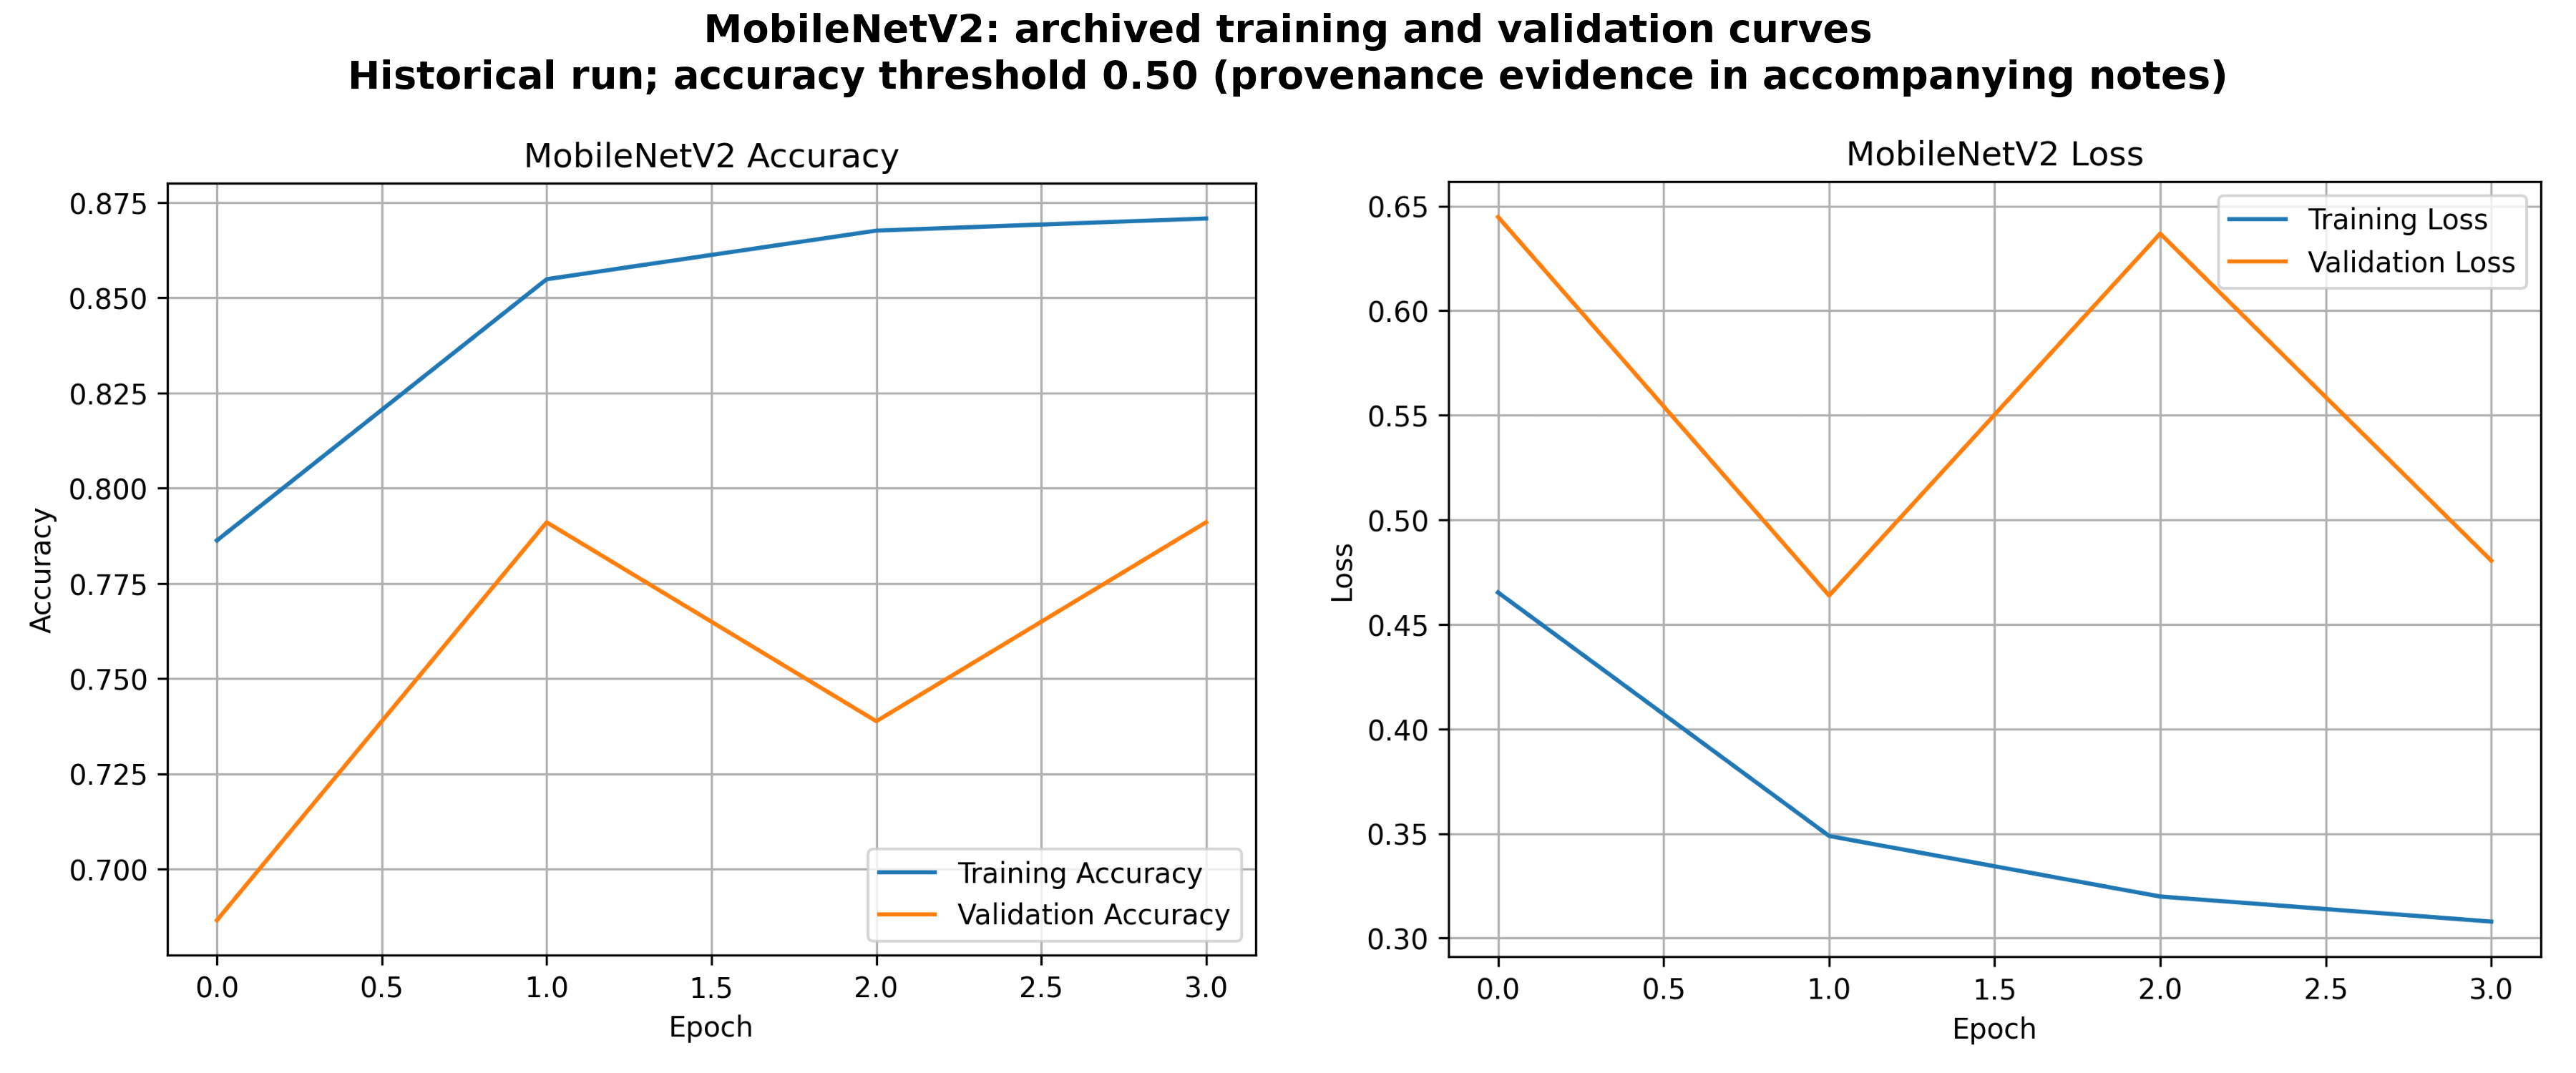 MobileNetV2: archived training and validation curves
Historical run; accuracy threshold 0.50 (provenance evidence in accompanying notes)
MobileNetV2 Accuracy
0.875
0.850
0.825
0.800
0.775
0.750
0.725
0.700
Accuracy
Training Accuracy
Validation Accuracy
0.0 0.5 1.0 1.5 2.0 2.5 3.0
Epoch
MobileNetV2 Loss
0.65
0.60
0.55
0.50
0.45
0.40
0.35
0.30
Loss
Training Loss
Validation Loss
0.0 0.5 1.0 1.5 2.0 2.5 3.0
Epoch